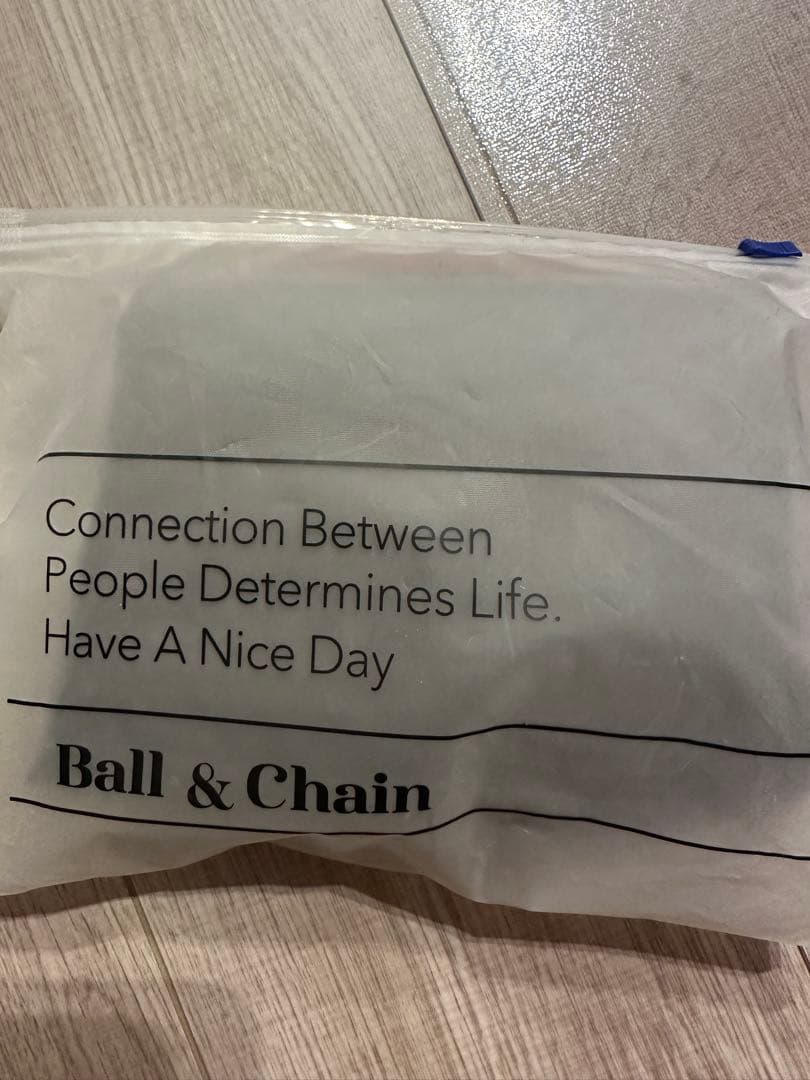 Connection Between
People Determines Life.
Have A Nice Day
Ball & Chain